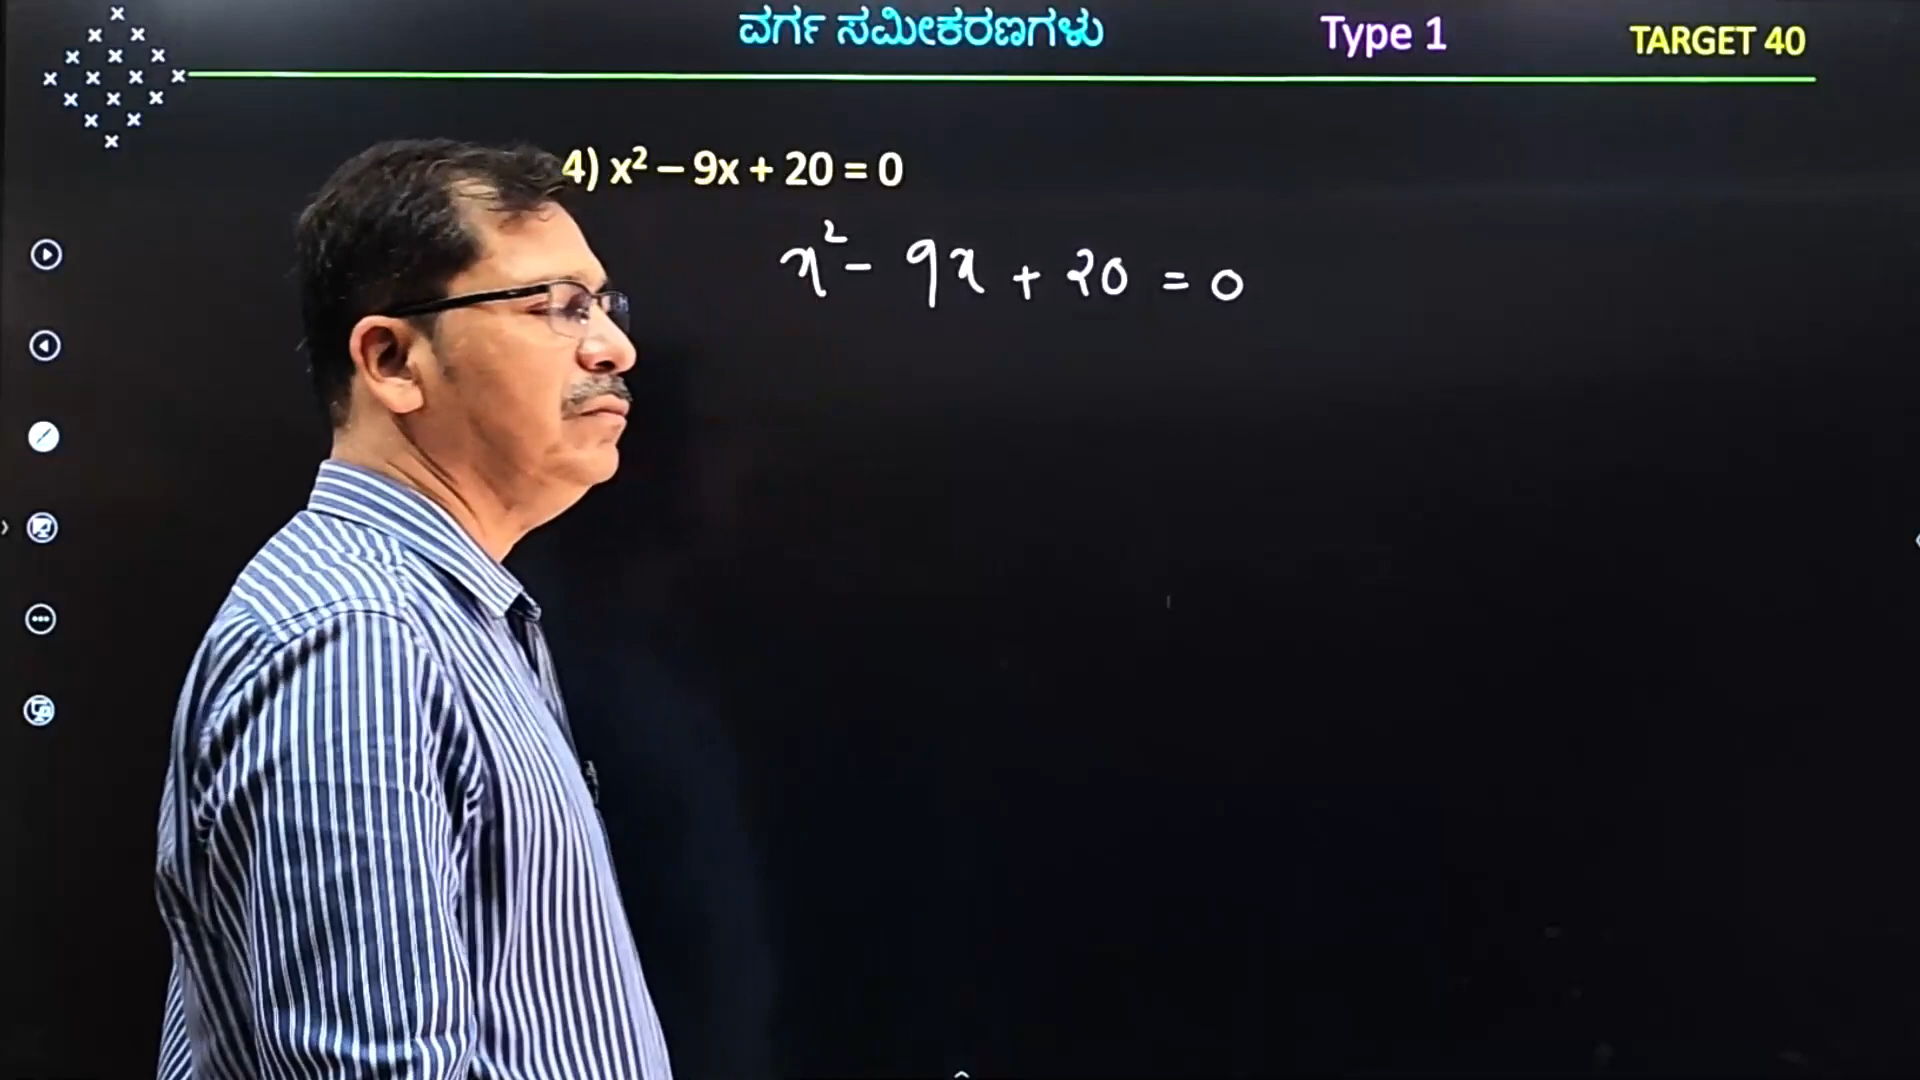 ವರ್ಗ ಸಮೀಕರಣಗಳು Type 1 TARGET 40
4) x² – 9x + 20 = 0
x² - 9x + 20 = 0